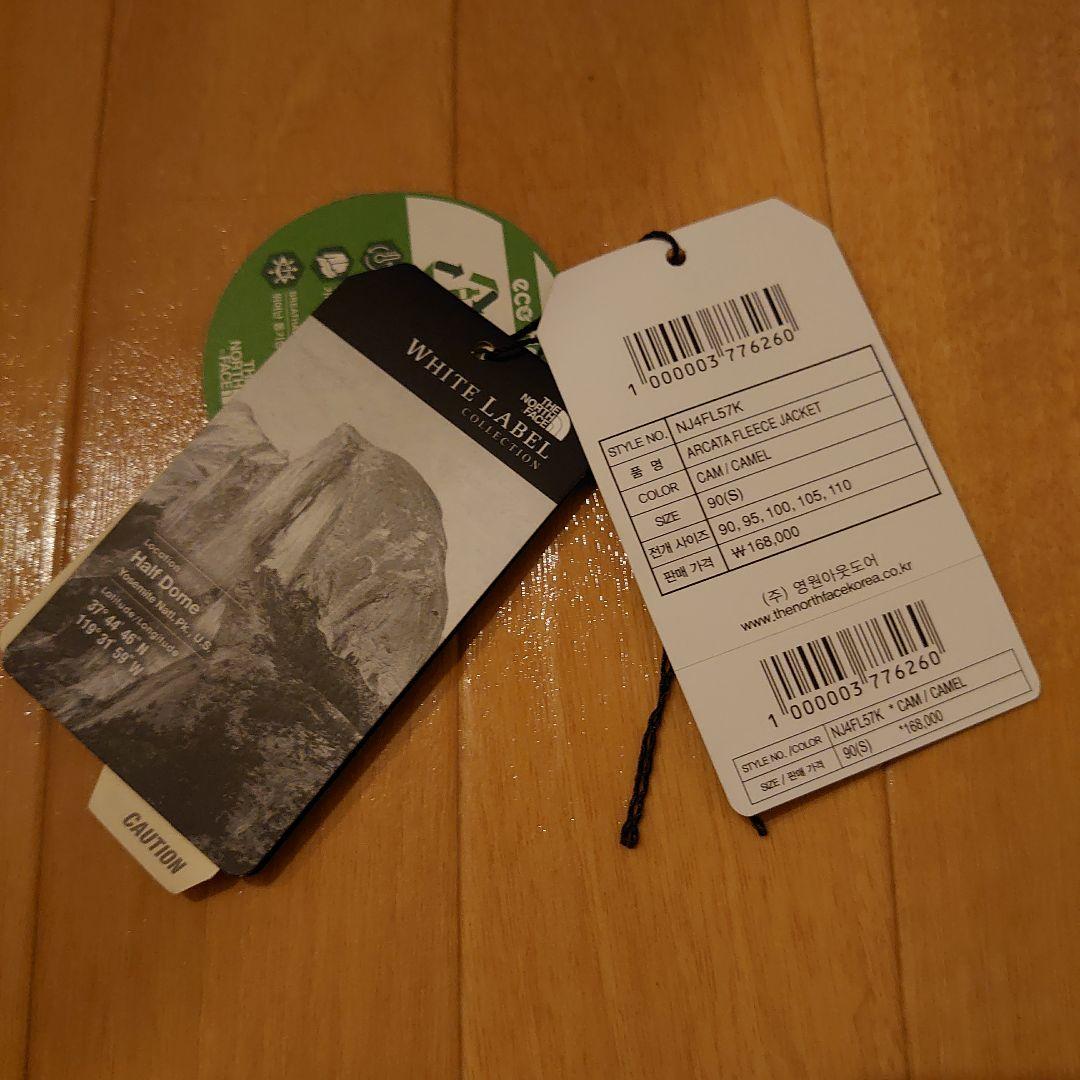 THE
NORTH
FACE
eco
WHITE LABEL
COLLECTION
THE
NORTH
FACE
Location
Half Dome
Yosemite Natl. Pk., U.S.
Latitude/Longitude
37° 44' 46" N
119° 31' 59" W
CAUTION
1 000003 776260
STYLE NO. NJ4FL57K
품 명 ARCATA FLEECE JACKET
COLOR CAM / CAMEL
SIZE 90(S)
전개 사이즈 90, 95, 100, 105, 110
판매 가격 ₩168,000
(주) 영원아웃도어
www.thenorthfacekorea.co.kr
1 000003 776260
STYLE NO. /COLOR NJ4FL57K * CAM / CAMEL
SIZE / 판매 가격 90(S) *168,000